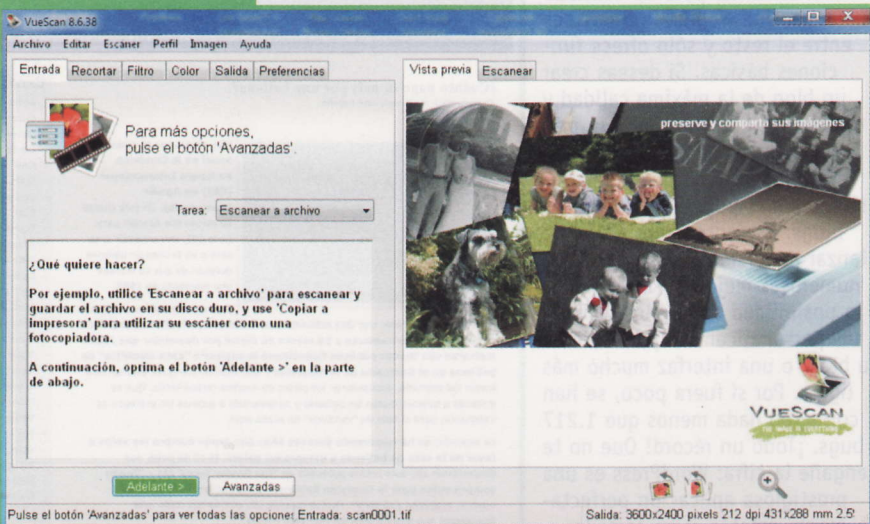 VueScan 8.6.38
Archivo Editar Escáner Perfil Imagen Ayuda
Entrada Recortar Filtro Color Salida Preferencias
Vista previa Escanear
Para más opciones,
pulse el botón 'Avanzadas'.
Tarea: Escanear a archivo
¿Qué quiere hacer?
Por ejemplo, utilice 'Escanear a archivo' para escanear y
guardar el archivo en su disco duro, y use 'Copiar a
impresora' para utilizar su escáner como una
fotocopiadora.
A continuación, oprima el botón 'Adelante >' en la parte
de abajo.
preserve y comparta sus imágenes
SNAP
VUESCAN
Adelante > Avanzadas
Pulse el botón 'Avanzadas' para ver todas las opciones Entrada: scan0001.tif
Salida: 3600x2400 pixels 212 dpi 431x288 mm 2.5